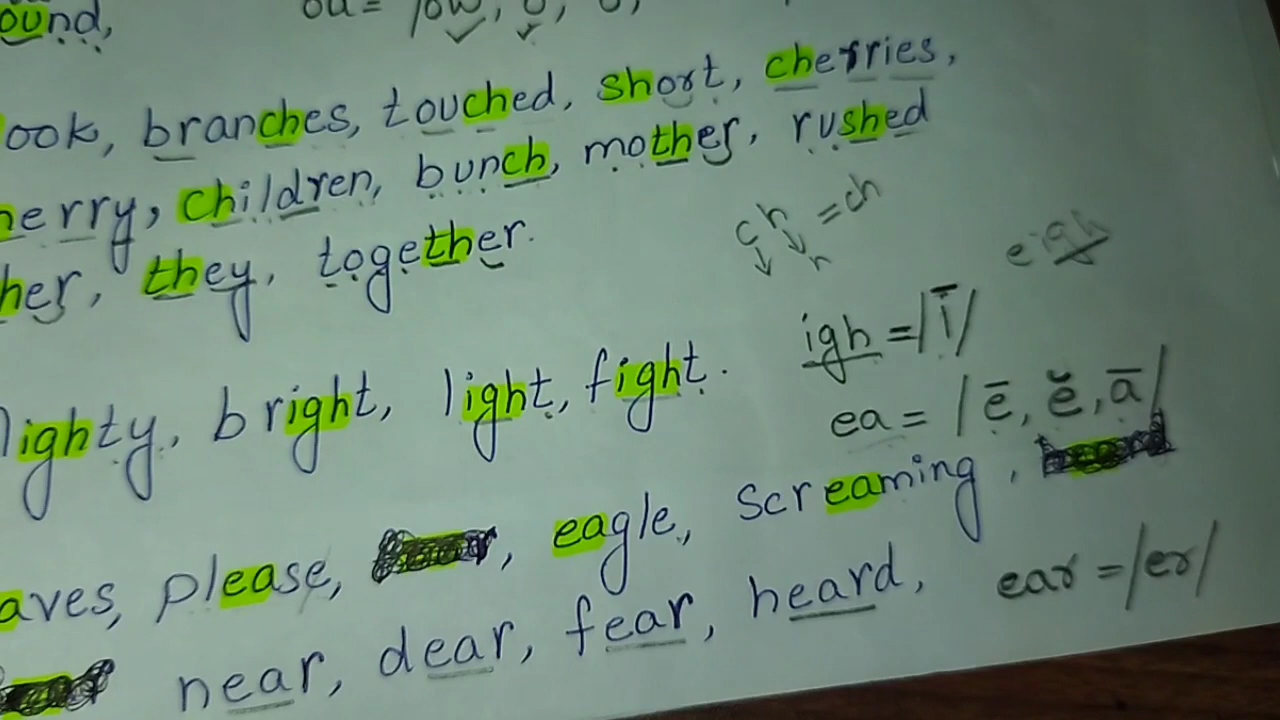 ound, ou = /ow, ŭ,
ook, branches, touched, short, cherries,
herry, children, bunch, mother, rushed
ch = ch
her, they, together.
eigh
igh = /ī/
lighty, bright, light, fight.
ea = /ē, ĕ, ā/
aves, please, eagle, screaming,
near, dear, fear, heard, ear = /er/